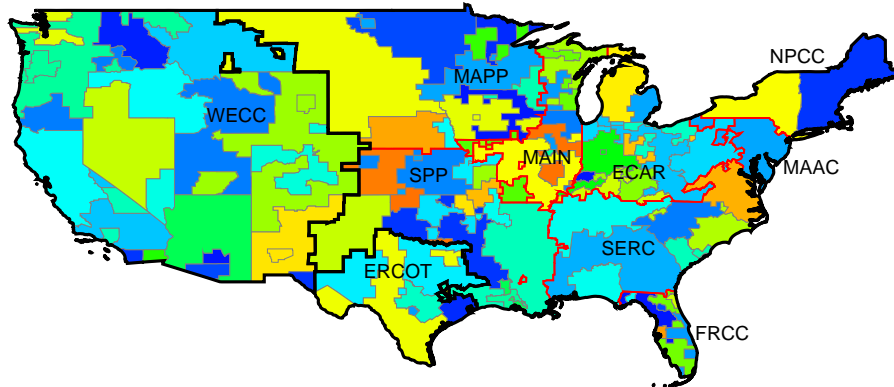 NPCC
MAPP
WECC
MAIN
MAAC
ECAR
SPP
SERC
ERCOT
FRCC